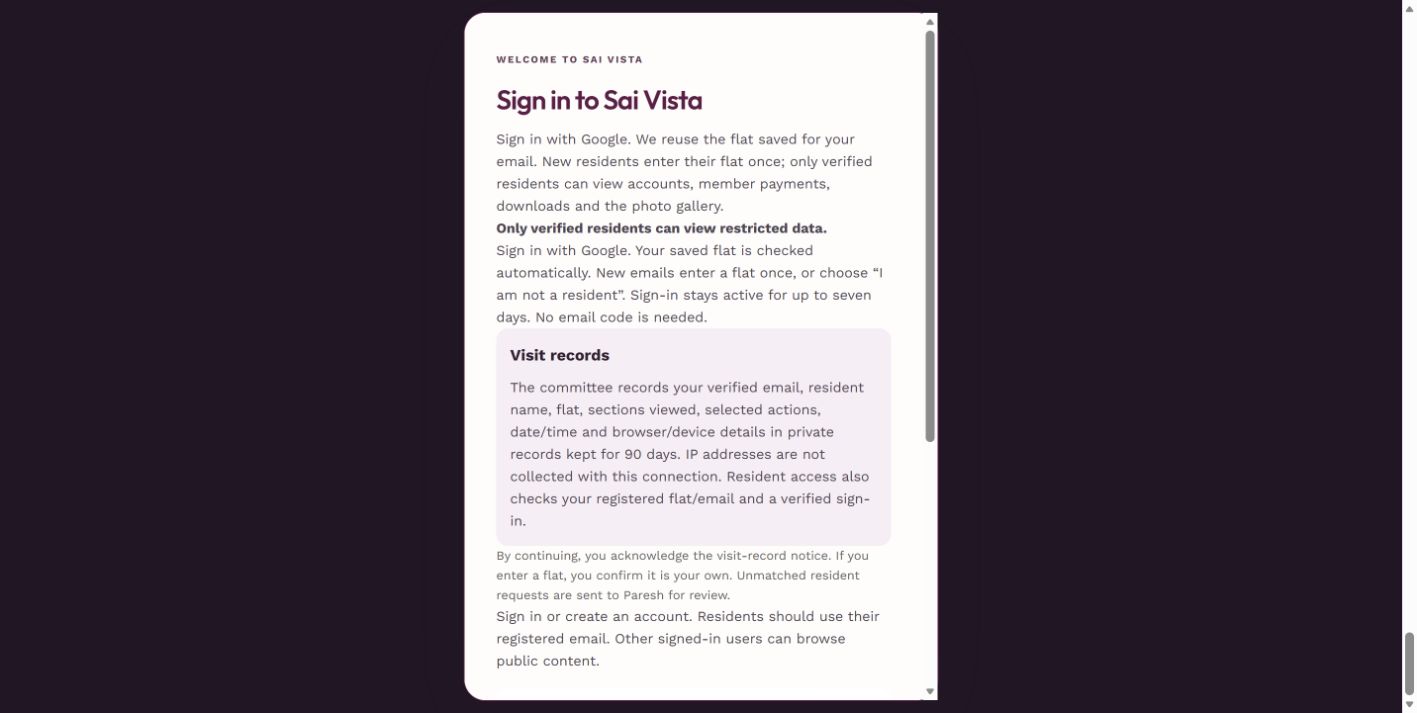 WELCOME TO SAI VISTA
Sign in to Sai Vista
Sign in with Google. We reuse the flat saved for your
email. New residents enter their flat once; only verified
residents can view accounts, member payments,
downloads and the photo gallery.
Only verified residents can view restricted data.
Sign in with Google. Your saved flat is checked
automatically. New emails enter a flat once, or choose “I
am not a resident”. Sign-in stays active for up to seven
days. No email code is needed.
Visit records
The committee records your verified email, resident
name, flat, sections viewed, selected actions,
date/time and browser/device details in private
records kept for 90 days. IP addresses are not
collected with this connection. Resident access also
checks your registered flat/email and a verified sign-
in.
By continuing, you acknowledge the visit-record notice. If you
enter a flat, you confirm it is your own. Unmatched resident
requests are sent to Paresh for review.
Sign in or create an account. Residents should use their
registered email. Other signed-in users can browse
public content.